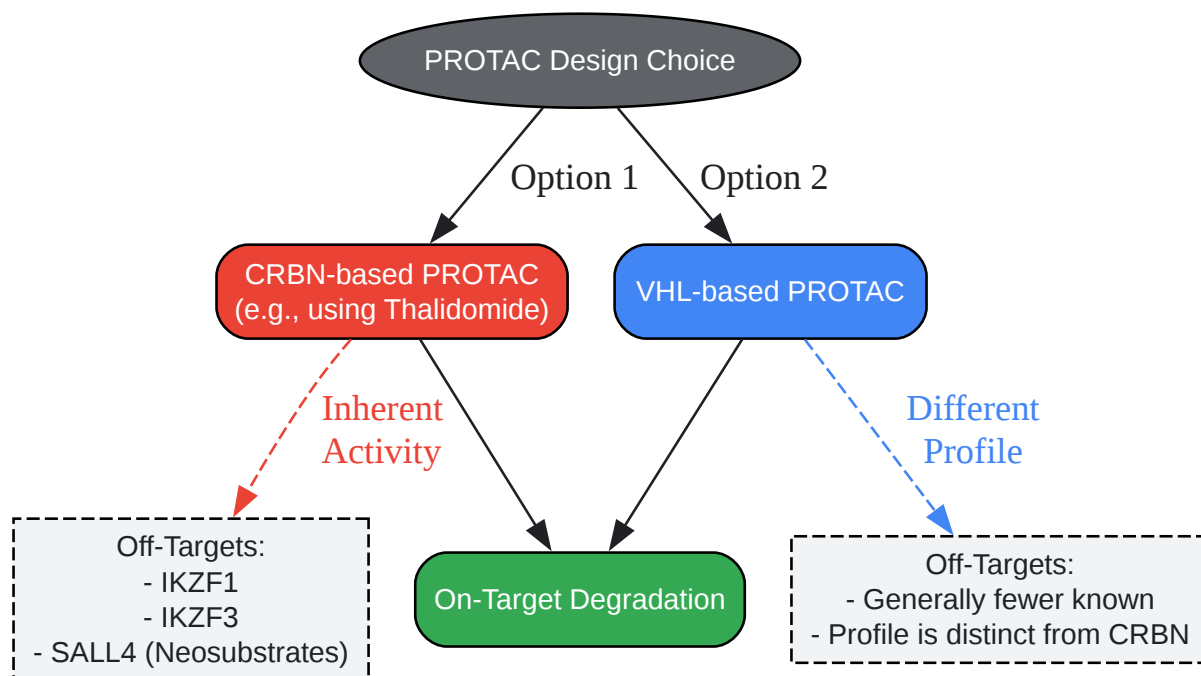 PROTAC Design Choice
Option 1
Option 2
CRBN-based PROTAC
(e.g., using Thalidomide)
VHL-based PROTAC
Inherent
Activity
Different
Profile
Off-Targets:
- IKZF1
- IKZF3
- SALL4 (Neosubstrates)
On-Target Degradation
Off-Targets:
- Generally fewer known
- Profile is distinct from CRBN